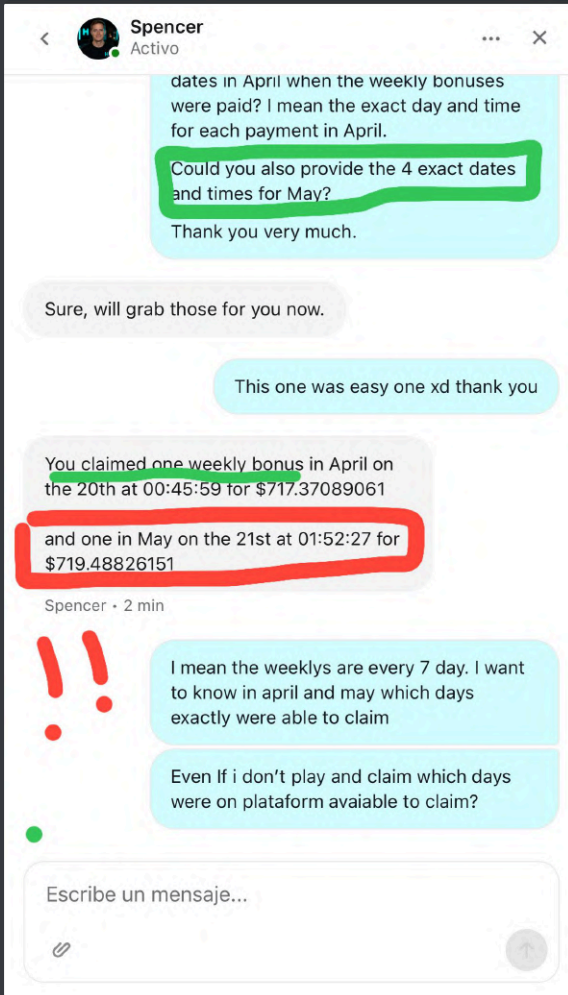 Spencer
Activo
dates in April when the weekly bonuses
were paid? I mean the exact day and time
for each payment in April.
Could you also provide the 4 exact dates
and times for May?
Thank you very much.
Sure, will grab those for you now.
This one was easy one xd thank you
You claimed one weekly bonus in April on
the 20th at 00:45:59 for $717.37089061
and one in May on the 21st at 01:52:27 for
$719.48826151
Spencer • 2 min
!!
I mean the weeklys are every 7 day. I want
to know in april and may which days
exactly were able to claim
Even If i don't play and claim which days
were on plataform avaiable to claim?
Escribe un mensaje...